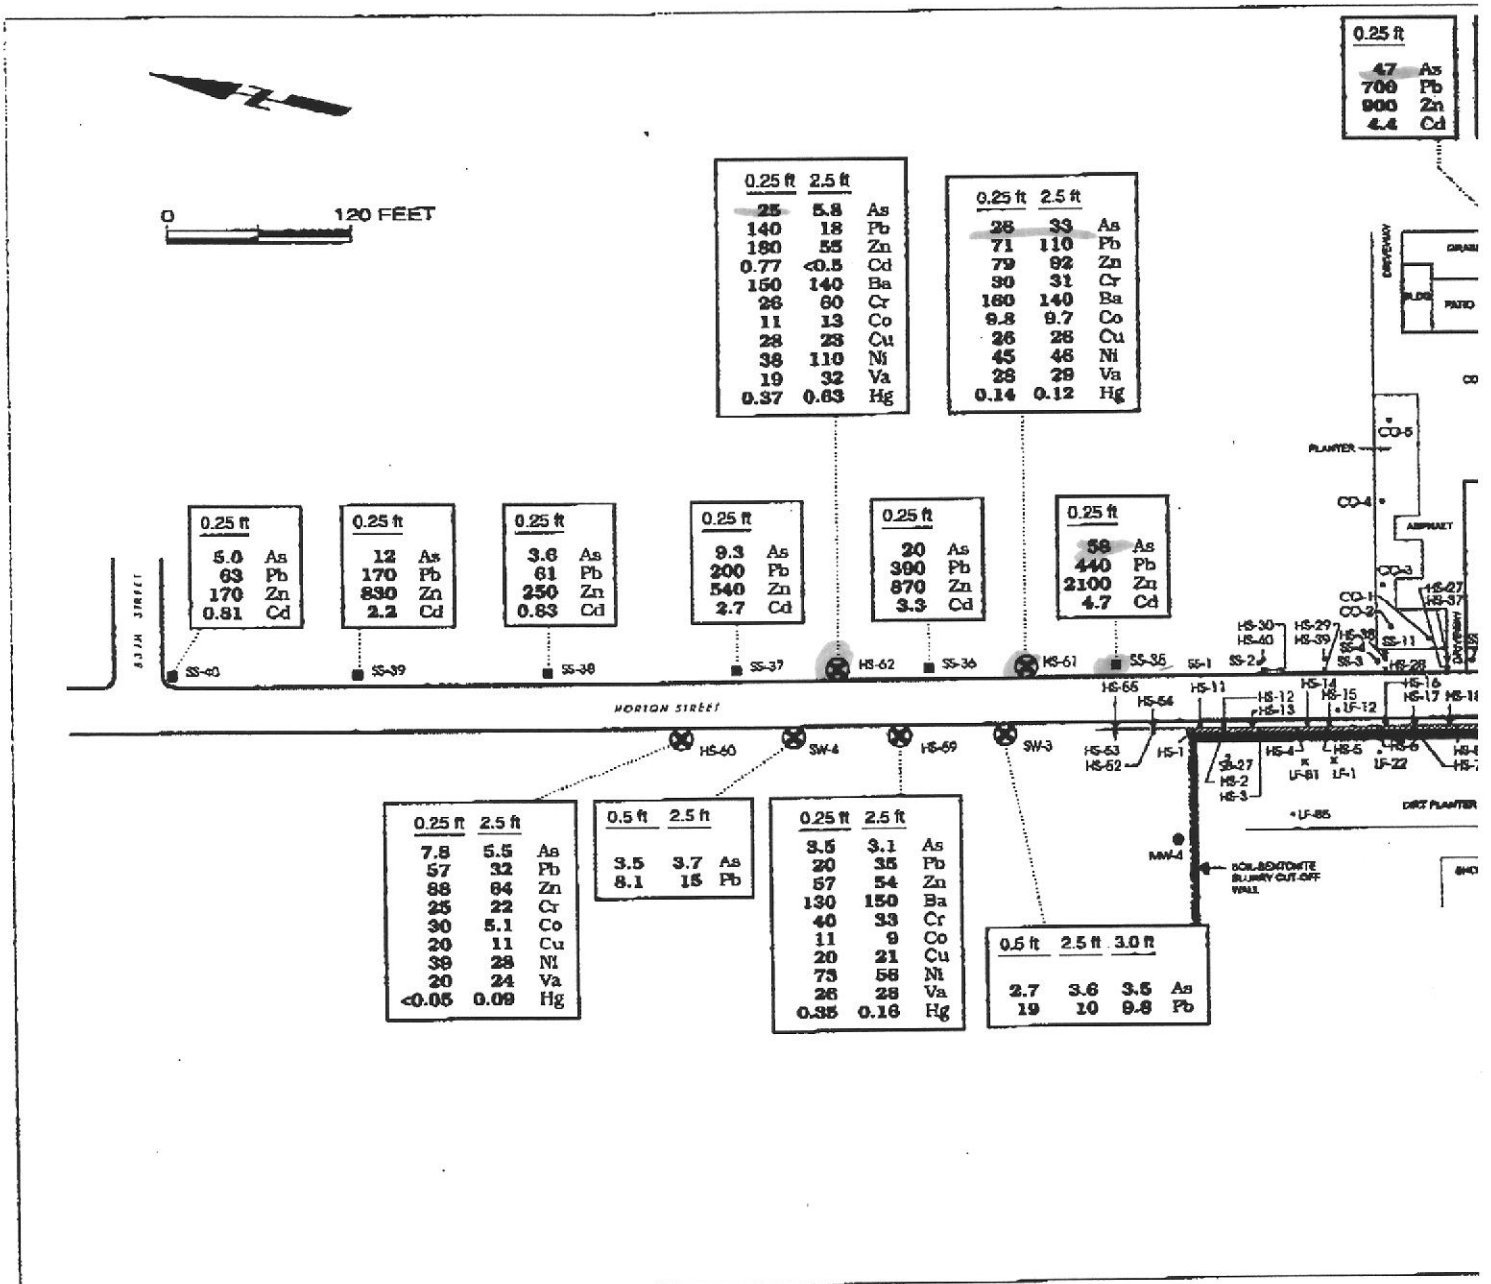 0.25 ft
47 As
700 Pb
900 Zn
4.4 Cd
0 120 FEET
0.25 ft 2.5 ft
25 5.8 As
140 18 Pb
180 55 Zn
0.77 <0.5 Cd
150 140 Ba
26 60 Cr
11 13 Co
28 23 Cu
38 110 Ni
19 32 Va
0.37 0.63 Hg
0.25 ft 2.5 ft
26 33 As
71 110 Pb
79 92 Zn
30 31 Cr
160 140 Ba
9.8 9.7 Co
26 26 Cu
45 46 Ni
28 29 Va
0.14 0.12 Hg
DRIVEWAY
BLDG
PATIO
CO-5
PLANTER
CO-4
ASPHALT
CO-3
CO-1
CO-2
HS-27
HS-37
0.25 ft
5.0 As
63 Pb
170 Zn
0.81 Cd
0.25 ft
12 As
170 Pb
830 Zn
2.2 Cd
0.25 ft
3.6 As
61 Pb
250 Zn
0.83 Cd
0.25 ft
9.3 As
200 Pb
540 Zn
2.7 Cd
0.25 ft
20 As
390 Pb
870 Zn
3.3 Cd
0.25 ft
58 As
440 Pb
2100 Zn
4.7 Cd
STREET
HS-30 HS-29
HS-40 HS-39 HS-38
SS-11
DRIVEWAY
SS-40 SS-39 SS-38 SS-37 HS-62 SS-36 HS-61 SS-35 SS-1 SS-2 SS-3 HS-28
HORTON STREET
HS-55 HS-54 HS-11 HS-12 HS-13 HS-14 HS-15 LF-12 HS-16 HS-17 HS-18
HS-60 SW-4 HS-59 SW-3 HS-53 HS-52 HS-1 HS-4 HS-5 HS-6
HS-2
HS-3
LF-1 LF-22
DIRT PLANTER
MW-4
SOIL-BENTONITE
SLURRY CUT-OFF
WALL
0.25 ft 2.5 ft
7.8 5.5 As
57 32 Pb
88 64 Zn
25 22 Cr
30 5.1 Co
20 11 Cu
39 28 Ni
20 24 Va
<0.05 0.09 Hg
0.5 ft 2.5 ft
3.5 3.7 As
8.1 15 Pb
0.25 ft 2.5 ft
3.5 3.1 As
20 35 Pb
57 54 Zn
130 150 Ba
40 33 Cr
11 9 Co
20 21 Cu
73 58 Ni
26 28 Va
0.35 0.16 Hg
0.5 ft 2.5 ft 3.0 ft
2.7 3.6 3.5 As
19 10 9.8 Pb